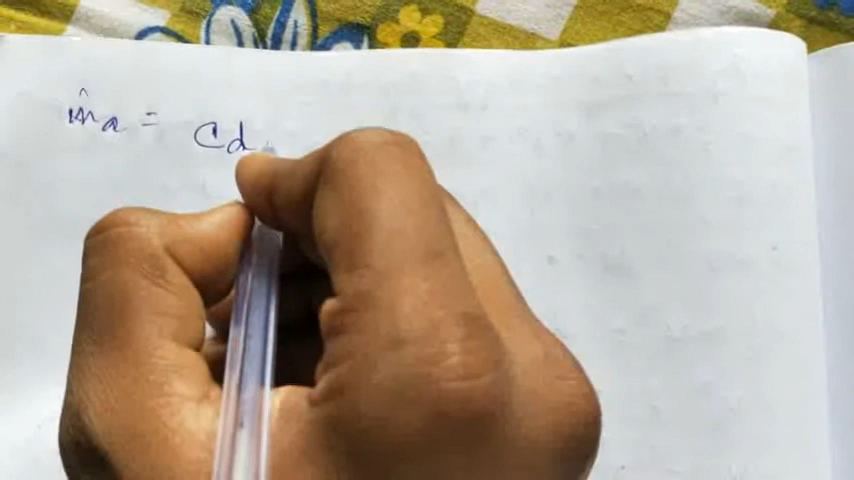 ṁa = Cd